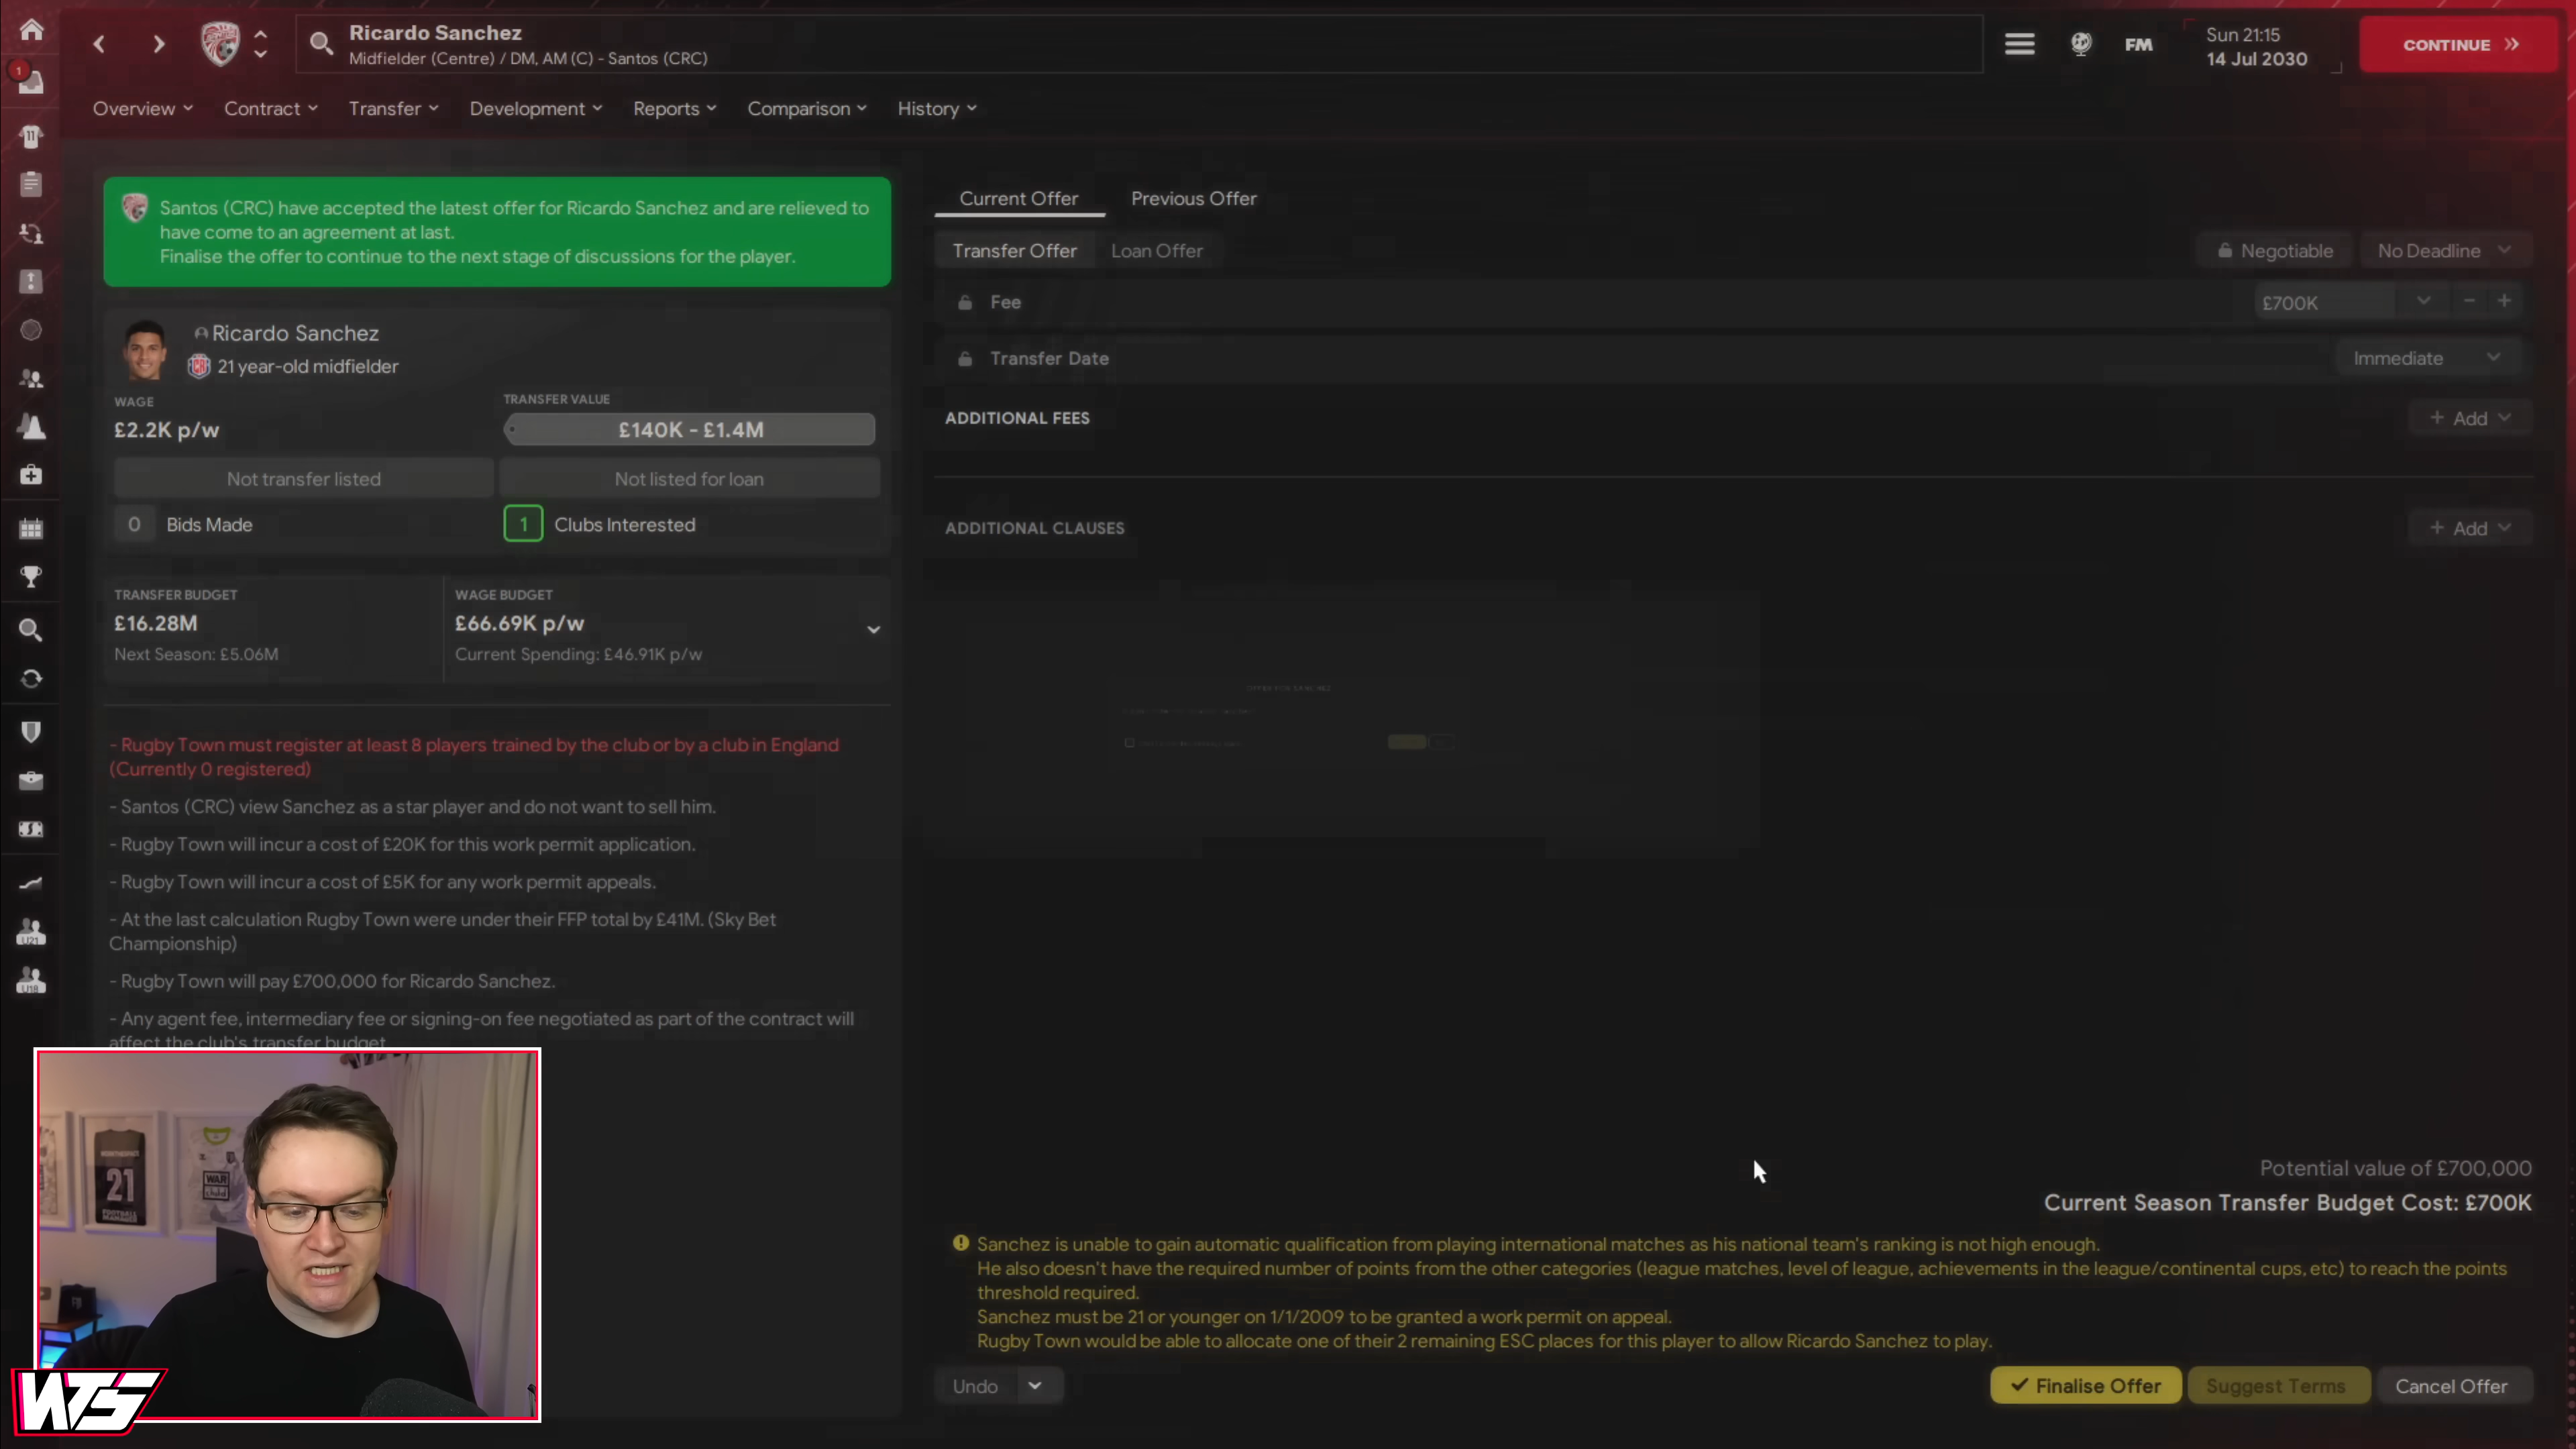 Ricardo Sanchez
Midfielder (Centre) / DM, AM (C) - Santos (CRC)
FM
Sun 21:15
14 Jul 2030
CONTINUE
1
Overview
Contract
Transfer
Development
Reports
Comparison
History
11
Santos (CRC) have accepted the latest offer for Ricardo Sanchez and are relieved to
have come to an agreement at last.
Finalise the offer to continue to the next stage of discussions for the player.
Ricardo Sanchez
21 year-old midfielder
WAGE
£2.2K p/w
TRANSFER VALUE
£140K - £1.4M
Not transfer listed
Not listed for loan
0 Bids Made
1 Clubs Interested
TRANSFER BUDGET
£16.28M
Next Season: £5.06M
WAGE BUDGET
£66.69K p/w
Current Spending: £46.91K p/w
- Rugby Town must register at least 8 players trained by the club or by a club in England
(Currently 0 registered)
- Santos (CRC) view Sanchez as a star player and do not want to sell him.
- Rugby Town will incur a cost of £20K for this work permit application.
- Rugby Town will incur a cost of £5K for any work permit appeals.
- At the last calculation Rugby Town were under their FFP total by £41M. (Sky Bet
Championship)
- Rugby Town will pay £700,000 for Ricardo Sanchez.
- Any agent fee, intermediary fee or signing-on fee negotiated as part of the contract will
affect the club's transfer budget
U21
U18
Current Offer
Previous Offer
Transfer Offer
Loan Offer
Negotiable
No Deadline
Fee
£700K
Transfer Date
Immediate
ADDITIONAL FEES
+ Add
ADDITIONAL CLAUSES
+ Add
Potential value of £700,000
Current Season Transfer Budget Cost: £700K
Sanchez is unable to gain automatic qualification from playing international matches as his national team's ranking is not high enough.
He also doesn't have the required number of points from the other categories (league matches, level of league, achievements in the league/continental cups, etc) to reach the points
threshold required.
Sanchez must be 21 or younger on 1/1/2009 to be granted a work permit on appeal.
Rugby Town would be able to allocate one of their 2 remaining ESC places for this player to allow Ricardo Sanchez to play.
Undo
Finalise Offer
Suggest Terms
Cancel Offer
21
FOOTBALL
MANAGER
WAR
WTS